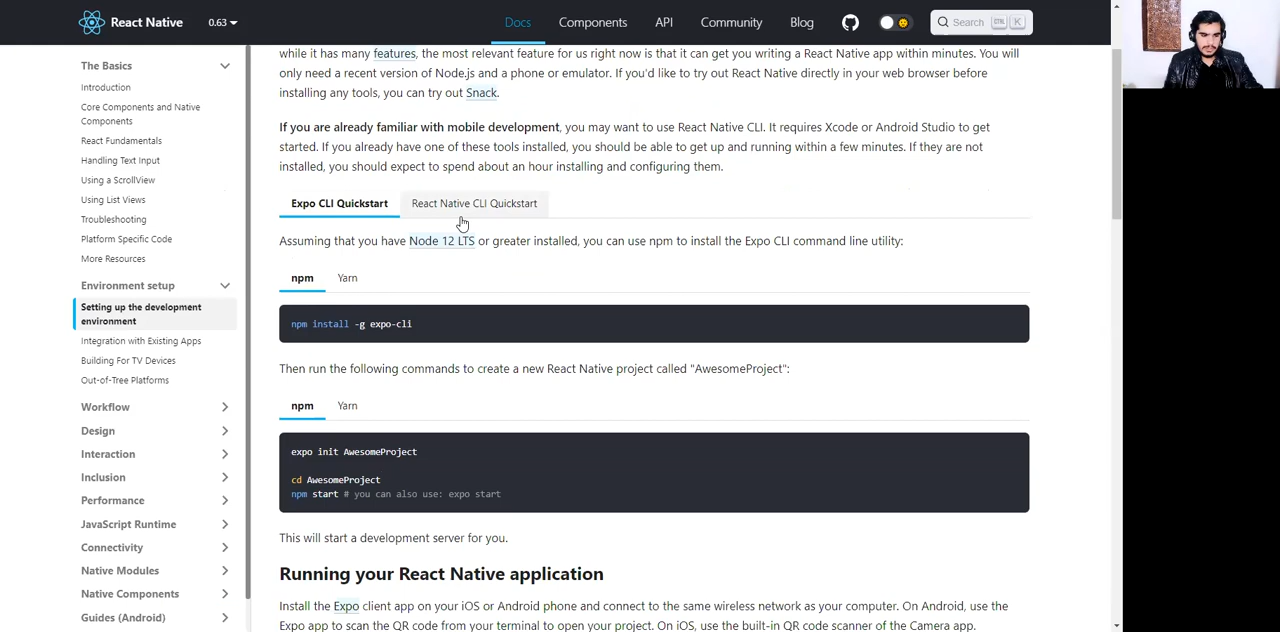 React Native
0.63
Docs
Components
API
Community
Blog
Search
Ctrl
K
The Basics
Introduction
Core Components and Native
Components
React Fundamentals
Handling Text Input
Using a ScrollView
Using List Views
Troubleshooting
Platform Specific Code
More Resources
Environment setup
Setting up the development
environment
Integration with Existing Apps
Building For TV Devices
Out-of-Tree Platforms
Workflow
Design
Interaction
Inclusion
Performance
JavaScript Runtime
Connectivity
Native Modules
Native Components
Guides (Android)
while it has many features, the most relevant feature for us right now is that it can get you writing a React Native app within minutes. You will
only need a recent version of Node.js and a phone or emulator. If you'd like to try out React Native directly in your web browser before
installing any tools, you can try out Snack.
If you are already familiar with mobile development, you may want to use React Native CLI. It requires Xcode or Android Studio to get
started. If you already have one of these tools installed, you should be able to get up and running within a few minutes. If they are not
installed, you should expect to spend about an hour installing and configuring them.
Expo CLI Quickstart
React Native CLI Quickstart
Assuming that you have Node 12 LTS or greater installed, you can use npm to install the Expo CLI command line utility:
npm
Yarn
npm install -g expo-cli
Then run the following commands to create a new React Native project called "AwesomeProject":
npm
Yarn
expo init AwesomeProject
cd AwesomeProject
npm start # you can also use: expo start
This will start a development server for you.
Running your React Native application
Install the Expo client app on your iOS or Android phone and connect to the same wireless network as your computer. On Android, use the
Expo app to scan the QR code from your terminal to open your project. On iOS, use the built-in QR code scanner of the Camera app.